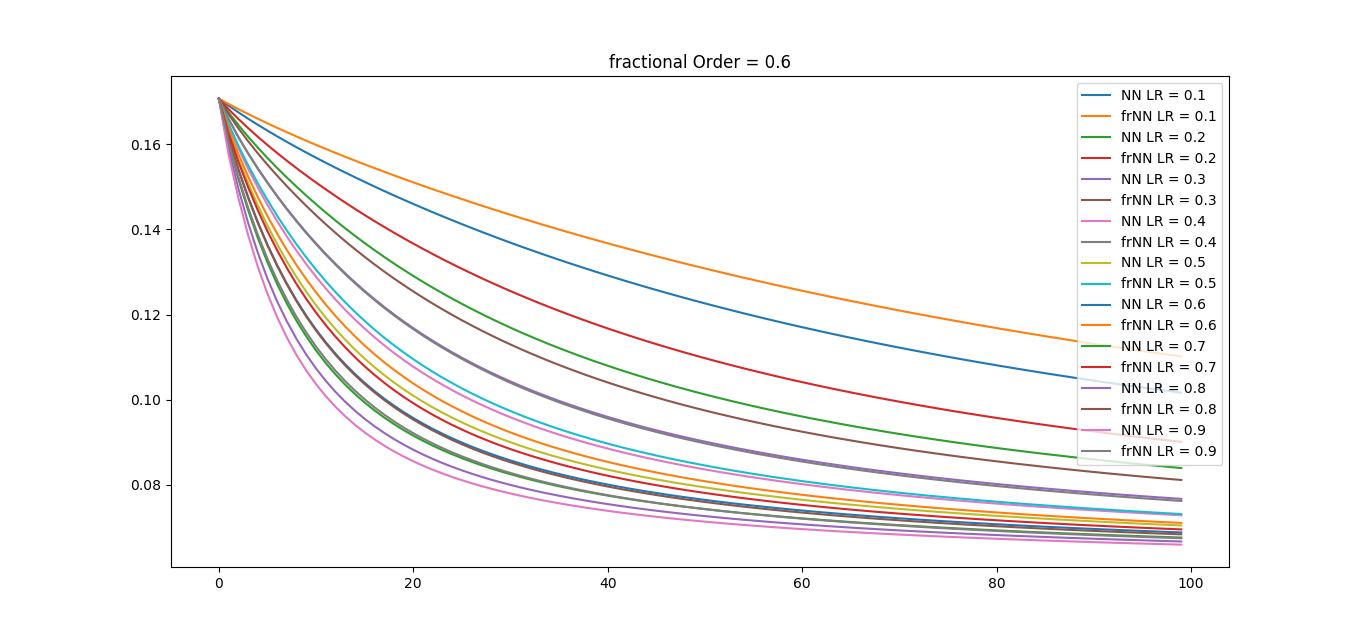 fractional Order = 0.6
NN LR = 0.1
frNN LR = 0.1
NN LR = 0.2
frNN LR = 0.2
NN LR = 0.3
frNN LR = 0.3
NN LR = 0.4
frNN LR = 0.4
NN LR = 0.5
frNN LR = 0.5
NN LR = 0.6
frNN LR = 0.6
NN LR = 0.7
frNN LR = 0.7
NN LR = 0.8
frNN LR = 0.8
NN LR = 0.9
frNN LR = 0.9
0.16
0.14
0.12
0.10
0.08
0 20 40 60 80 100